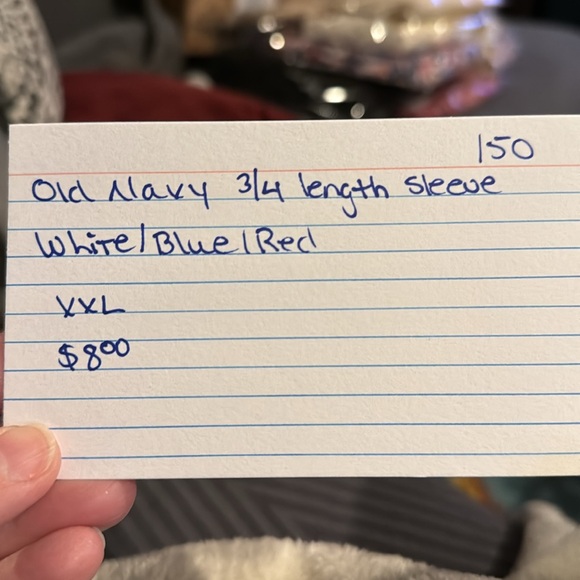 150
Old Navy 3/4 length Sleeve
White/Blue/Red
XXL
$800